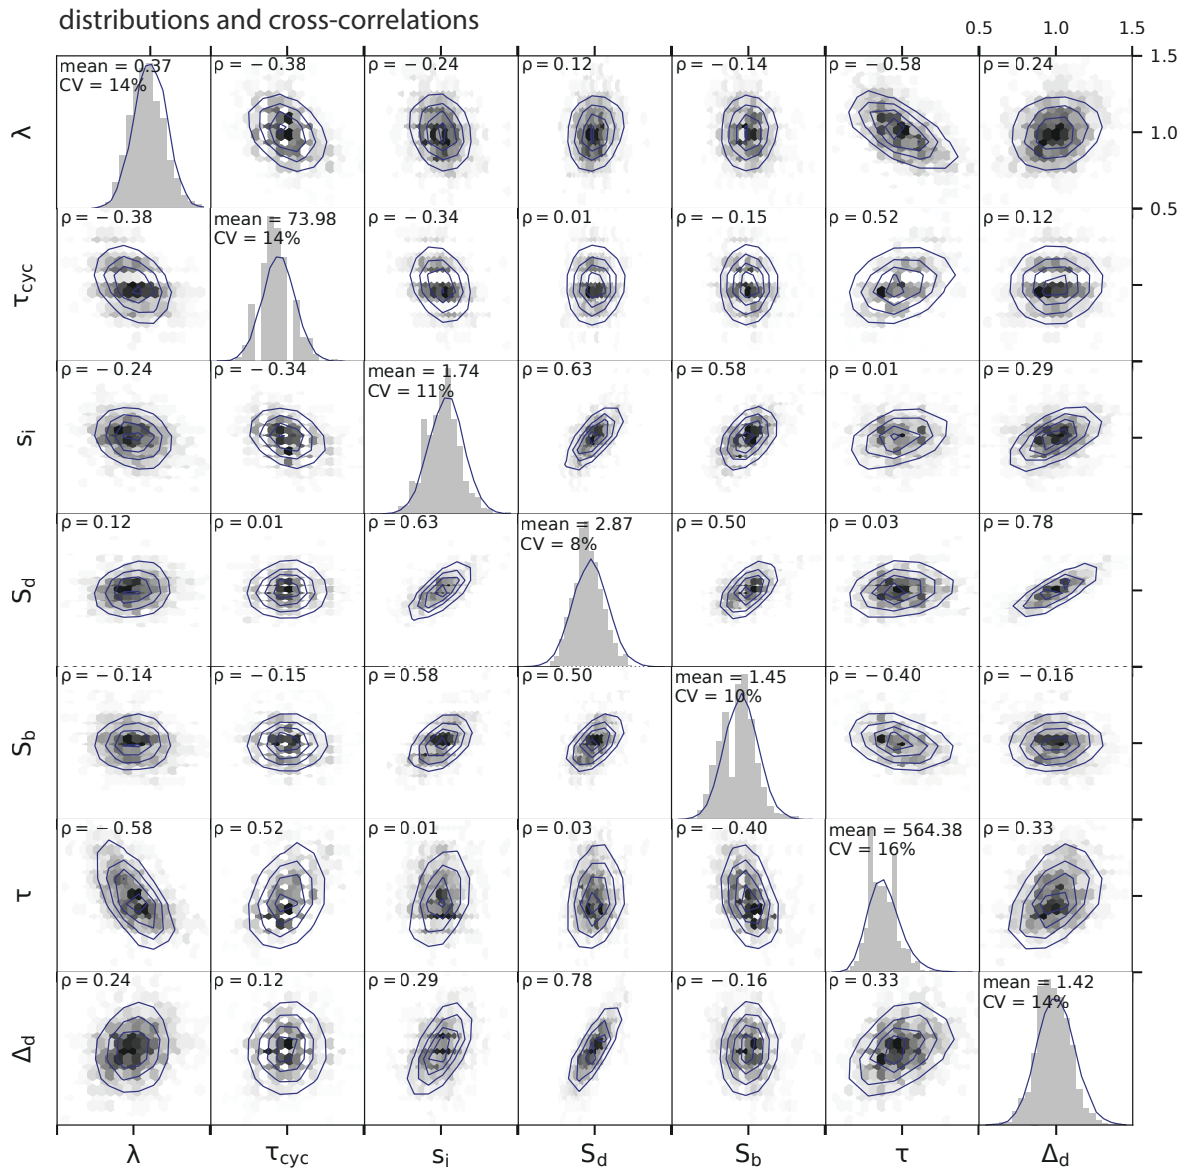 distributions and cross-correlations
0.5 1.0 1.5
mean = 0.37 ρ = −0.38 ρ = −0.24 ρ = 0.12 ρ = −0.14 ρ = −0.58 ρ = 0.24
CV = 14%
1.5
λ 1.0
0.5
ρ = −0.38 mean = 73.98 ρ = −0.34 ρ = 0.01 ρ = −0.15 ρ = 0.52 ρ = 0.12
CV = 14%
τcyc
ρ = −0.24 ρ = −0.34 mean = 1.74 ρ = 0.63 ρ = 0.58 ρ = 0.01 ρ = 0.29
CV = 11%
si
ρ = 0.12 ρ = 0.01 ρ = 0.63 mean = 2.87 ρ = 0.50 ρ = 0.03 ρ = 0.78
CV = 8%
Sd
ρ = −0.14 ρ = −0.15 ρ = 0.58 ρ = 0.50 mean = 1.45 ρ = −0.40 ρ = −0.16
CV = 10%
Sb
ρ = −0.58 ρ = 0.52 ρ = 0.01 ρ = 0.03 ρ = −0.40 mean = 564.38 ρ = 0.33
CV = 16%
τ
ρ = 0.24 ρ = 0.12 ρ = 0.29 ρ = 0.78 ρ = −0.16 ρ = 0.33 mean = 1.42
CV = 14%
Δd
λ τcyc si Sd Sb τ Δd